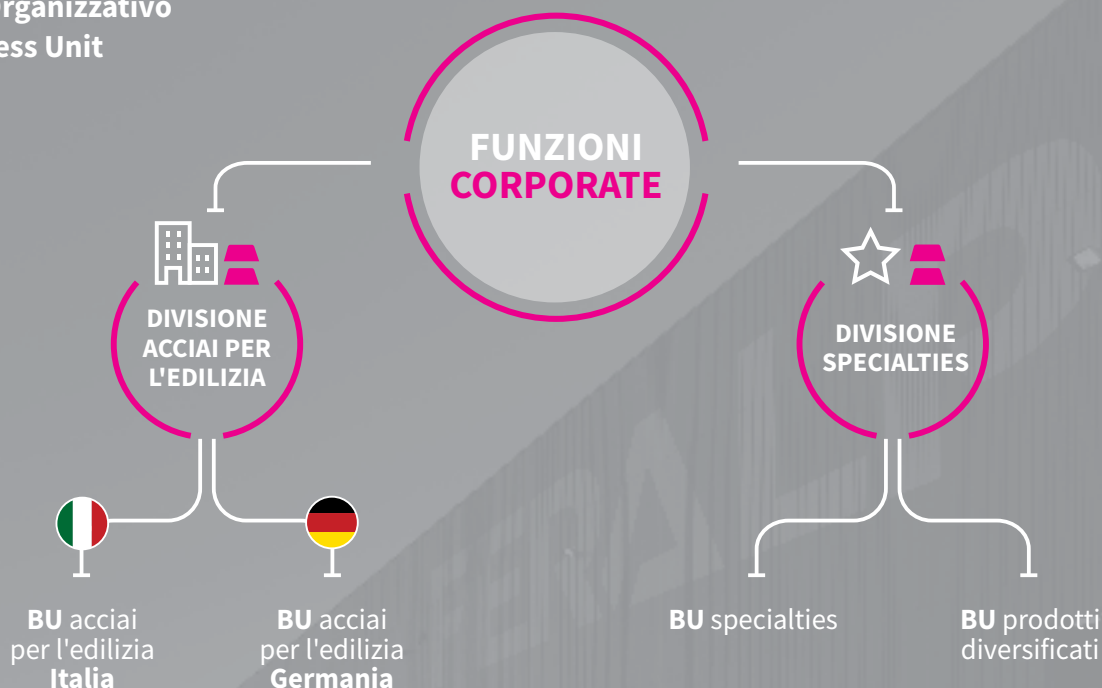 rganizzativo
ess Unit
FUNZIONI
CORPORATE
DIVISIONE
ACCIAI PER
L'EDILIZIA
DIVISIONE
SPECIALTIES
FERALPI
BU acciai
per l'edilizia
Italia
BU acciai
per l'edilizia
Germania
BU specialties
BU prodotti
diversificati